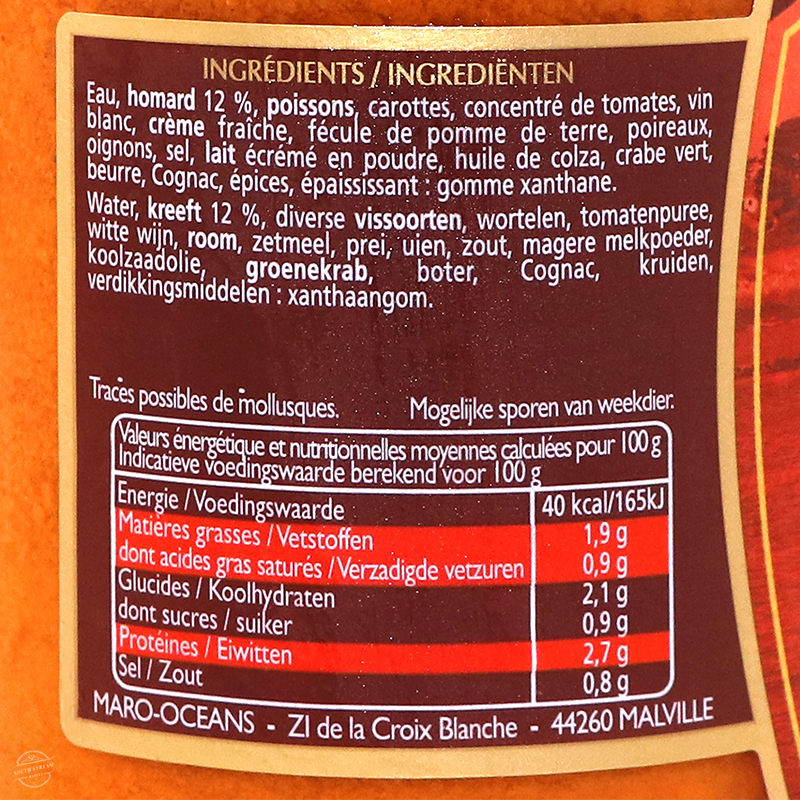 INGRÉDIENTS / INGREDIËNTEN
Eau, homard 12 %, poissons, carottes, concentré de tomates, vin
blanc, crème fraîche, fécule de pomme de terre, poireaux,
oignons, sel, lait écrémé en poudre, huile de colza, crabe vert,
beurre, Cognac, épices, épaississant : gomme xanthane.
Water, kreeft 12 %, diverse vissoorten, wortelen, tomatenpuree,
witte wijn, room, zetmeel, prei, uien, zout, magere melkpoeder,
koolzaadolie, groenekrab, boter, Cognac, kruiden,
verdikkingsmiddelen : xanthaangom.
Traces possibles de mollusques. Mogelijke sporen van weekdier.
Valeurs énergétique et nutritionnelles moyennes calculées pour 100 g
Indicatieve voedingswaarde berekend voor 100 g
Energie / Voedingswaarde 40 kcal/165kJ
Matières grasses / Vetstoffen 1,9 g
dont acides gras saturés / Verzadigde vetzuren 0,9 g
Glucides / Koolhydraten 2,1 g
dont sucres / suiker 0,9 g
Protéines / Eiwitten 2,7 g
Sel / Zout 0,8 g
MARO-OCEANS - ZI de la Croix Blanche - 44260 MALVILLE